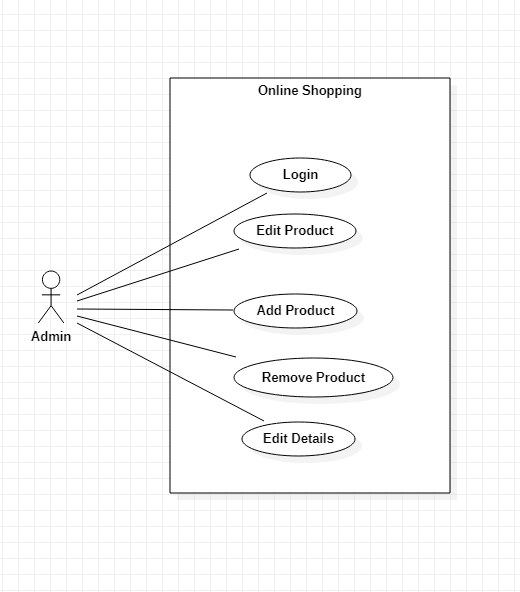 Online Shopping
Login
Edit Product
Add Product
Admin
Remove Product
Edit Details